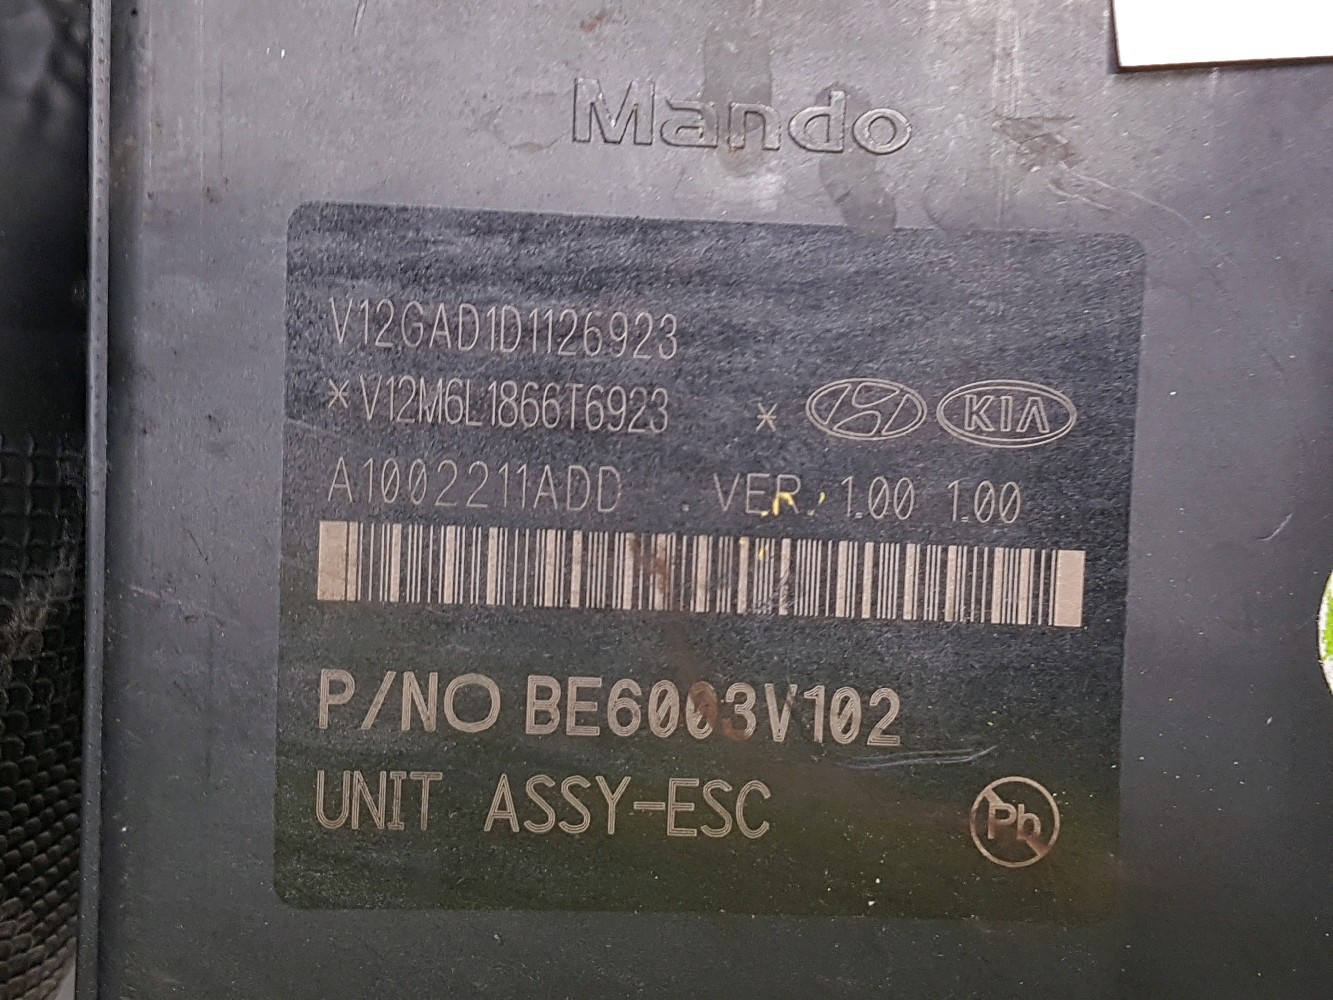 Mando
V12GAD1D1126923
*V12M6L1866T6923 * KIA
A1002211ADD VER. 1.00 1.00
P/NO BE6003V102
UNIT ASSY-ESC
Pb